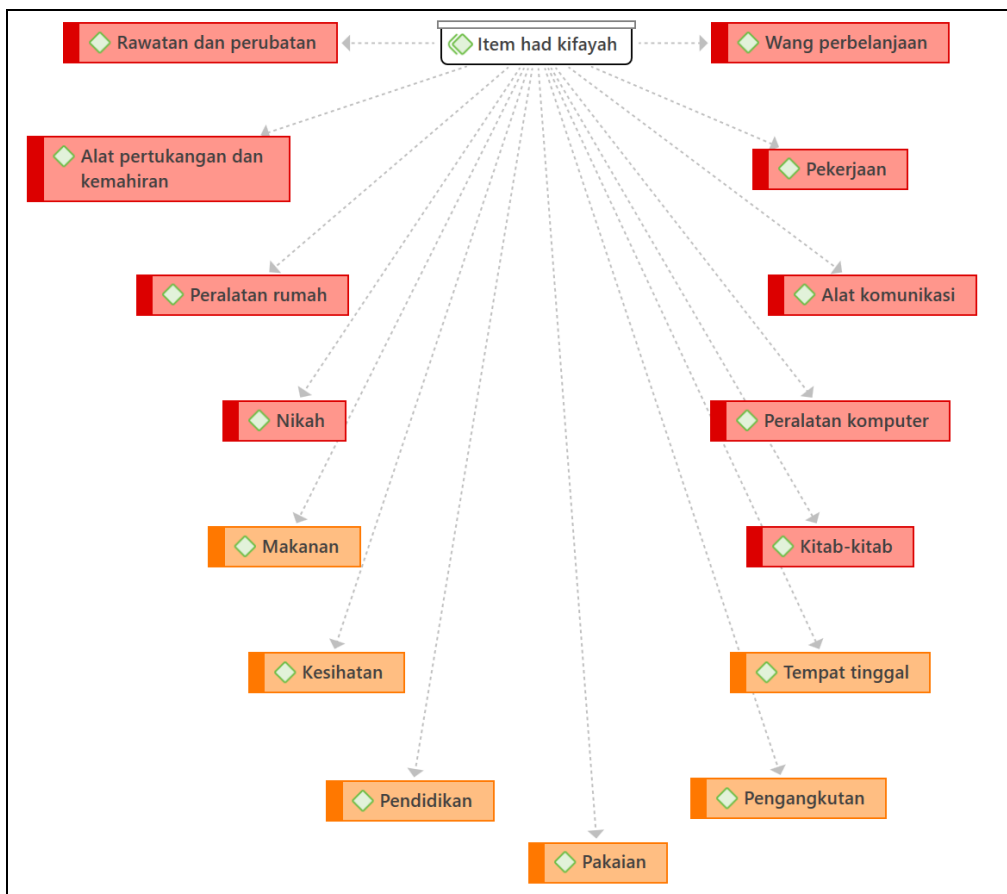 Rawatan dan perubatan
Item had kifayah
Wang perbelanjaan
Alat pertukangan dan
kemahiran
Pekerjaan
Peralatan rumah
Alat komunikasi
Nikah
Peralatan komputer
Makanan
Kitab-kitab
Kesihatan
Tempat tinggal
Pendidikan
Pengangkutan
Pakaian